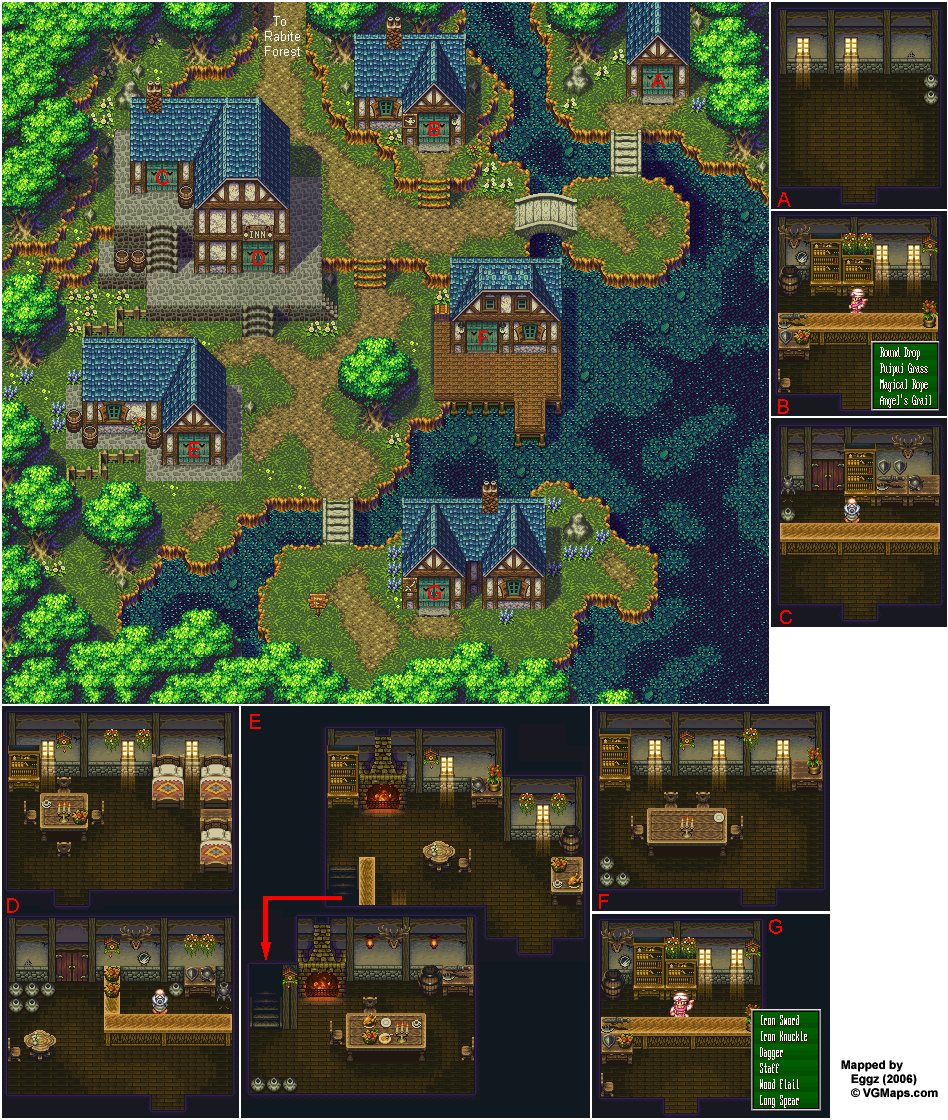 To
Rabite
Forest
A
B
C
INN
D
F
E
G
A
B
Round Drop
Puipui Grass
Magical Rope
Angel's Grail
C
D
E
F
G
Iron Sword
Iron Knuckle
Dagger
Staff
Wood Flail
Long Spear
Mapped by
Eggz (2006)
© VGMaps.com